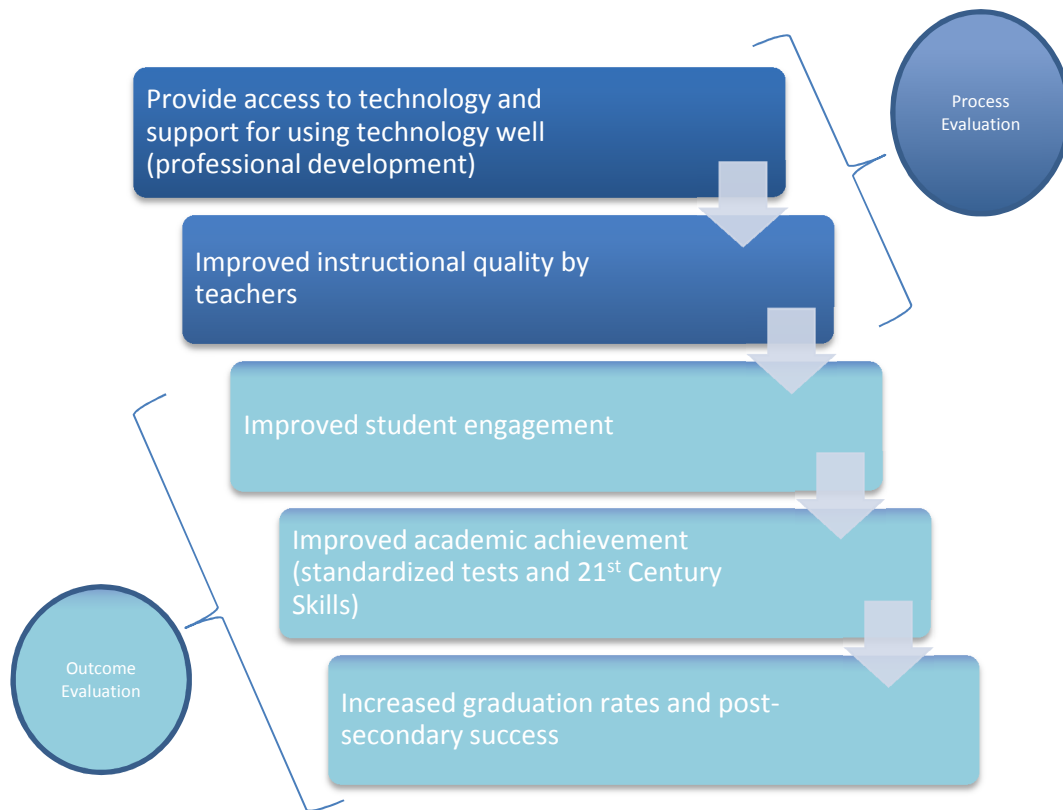 Provide access to technology and
support for using technology well
(professional development)
Process
Evaluation
Improved instructional quality by
teachers
Improved student engagement
Improved academic achievement
(standardized tests and 21st Century
Skills)
Outcome
Evaluation
Increased graduation rates and post-
secondary success